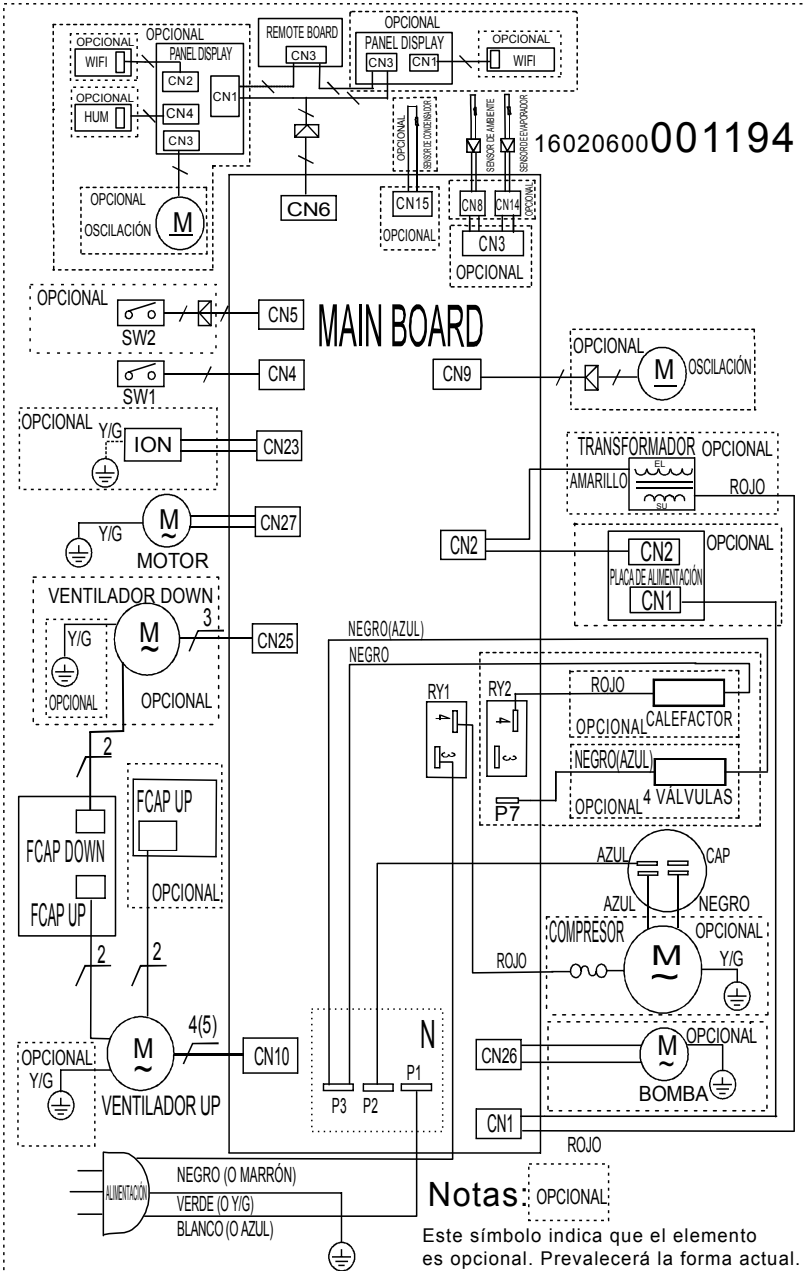 OPCIONAL
OPCIONAL
WIFI
PANEL DISPLAY
CN2
CN1
OPCIONAL
HUM
CN4
CN3
OPCIONAL
OSCILACIÓN
M
REMOTE BOARD
CN3
OPCIONAL
PANEL DISPLAY
CN3
CN1
OPCIONAL
WIFI
16020600001194
CN6
OPCIONAL
SENSOR DE CONDENSADOR
CN15
OPCIONAL
SENSOR DE AMBIENTE
SENSOR DE EVAPORADOR
CN8
CN14
OPCIONAL
CN3
OPCIONAL
MAIN BOARD
OPCIONAL
SW2
CN5
SW1
CN4
OPCIONAL
Y/G
ION
CN23
Y/G
M
~
MOTOR
CN27
VENTILADOR DOWN
Y/G
OPCIONAL
M
~
3
CN25
OPCIONAL
2
FCAP DOWN
FCAP UP
FCAP UP
OPCIONAL
2
2
OPCIONAL
Y/G
M
~
4(5)
CN10
VENTILADOR UP
CN9
OPCIONAL
M
OSCILACIÓN
TRANSFORMADOR
OPCIONAL
AMARILLO
EL
SU
ROJO
CN2
CN2
OPCIONAL
PLACA DE ALIMENTACIÓN
CN1
NEGRO(AZUL)
NEGRO
RY1
4
3
RY2
4
3
ROJO
OPCIONAL
CALEFACTOR
NEGRO(AZUL)
P7
OPCIONAL
4 VÁLVULAS
AZUL
CAP
AZUL
NEGRO
COMPRESOR
OPCIONAL
ROJO
M
~
Y/G
N
P3
P2
P1
CN26
M
~
OPCIONAL
BOMBA
CN1
ROJO
ALIMENTACIÓN
NEGRO (O MARRÓN)
VERDE (O Y/G)
BLANCO (O AZUL)
Notas:
OPCIONAL
Este símbolo indica que el elemento
es opcional. Prevalecerá la forma actual.